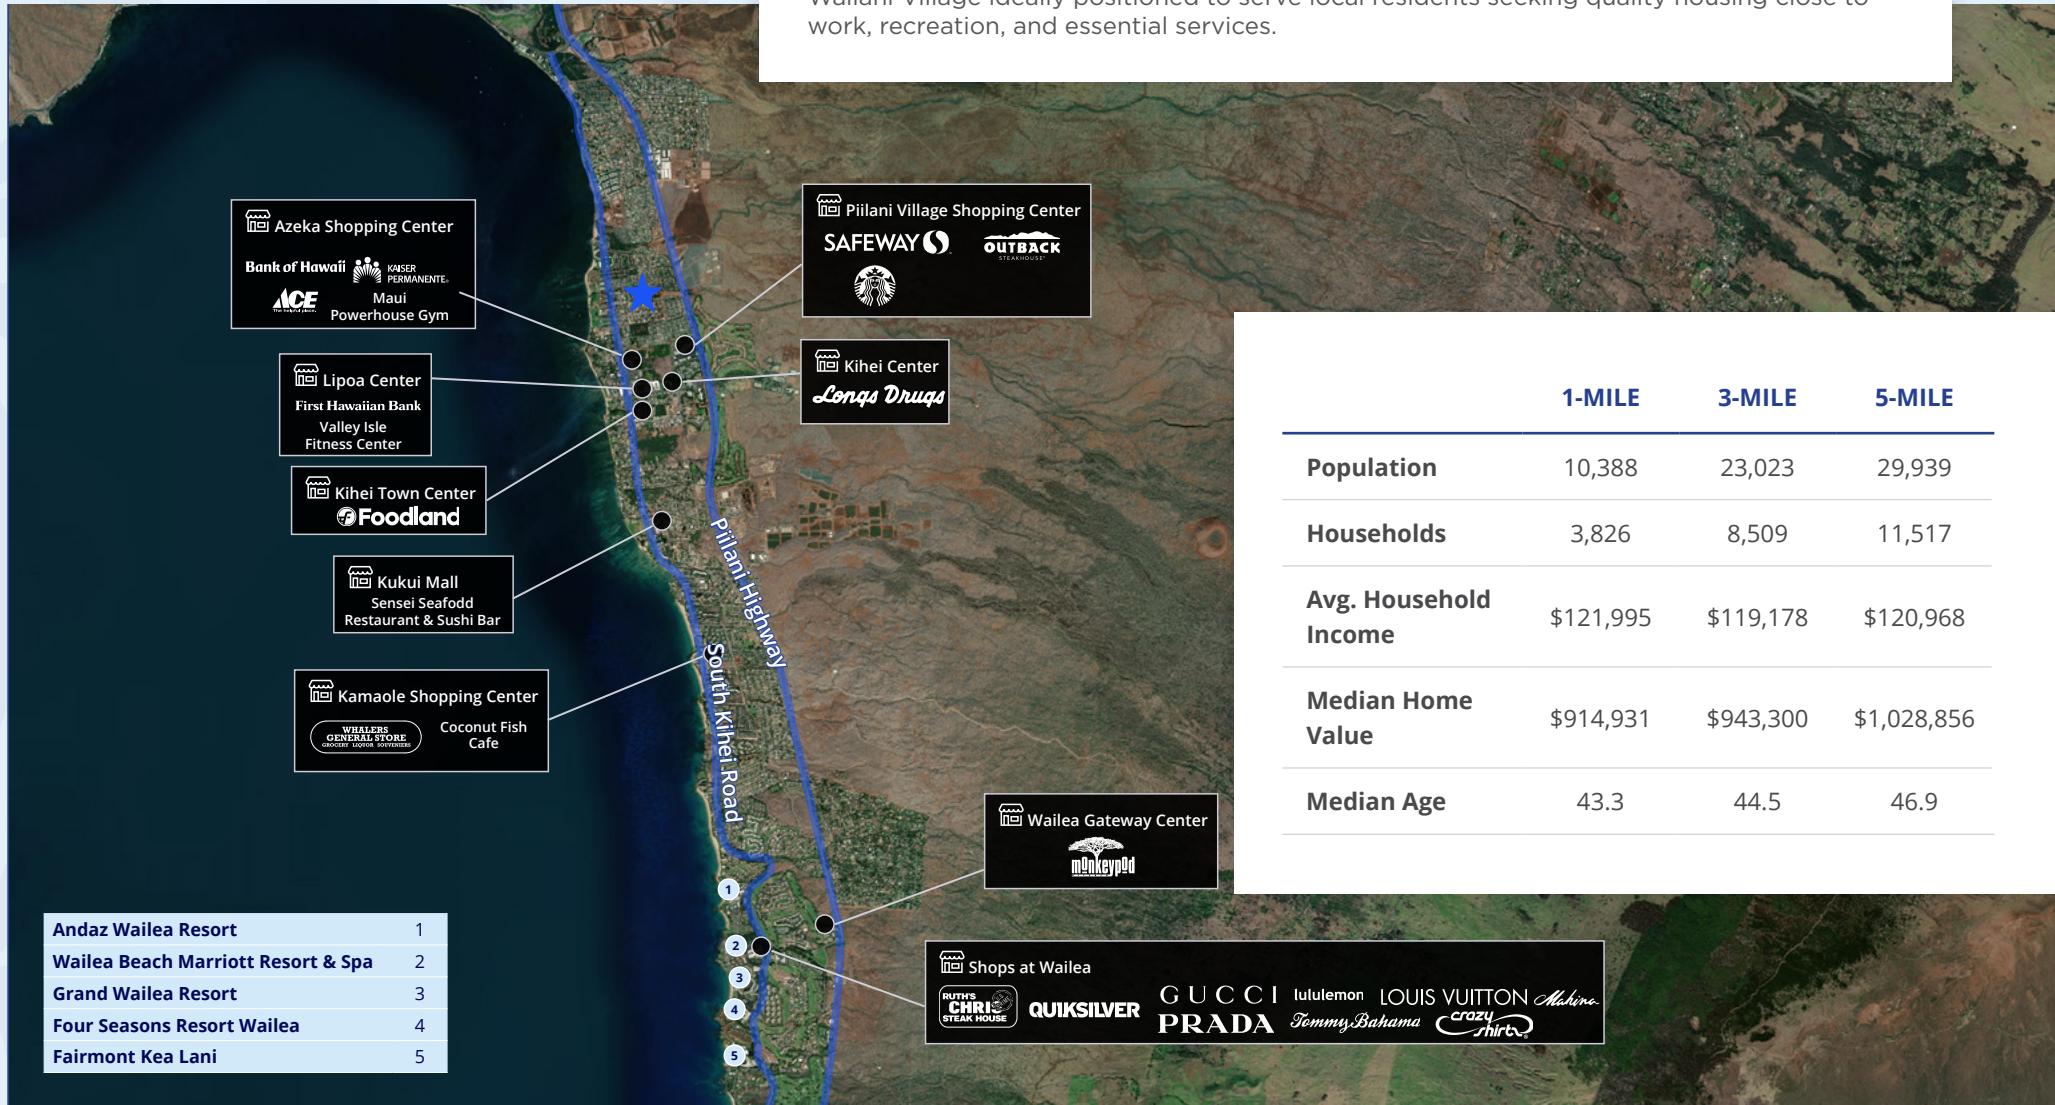 work, recreation, and essential services.
Azeka Shopping Center
Bank of Hawaii
KAISER
PERMANENTE
ACE
The helpful place.
Maui
Powerhouse Gym
Piilani Village Shopping Center
SAFEWAY
OUTBACK
STEAKHOUSE
Lipoa Center
First Hawaiian Bank
Valley Isle
Fitness Center
Kihei Center
Longs Drugs
Kihei Town Center
Foodland
Kukui Mall
Sensei Seafodd
Restaurant & Sushi Bar
Kamaole Shopping Center
WHALERS
GENERAL STORE
GROCERY LIQUOR SOUVENIERS
Coconut Fish
Cafe
Piilani Highway
South Kihei Road
Wailea Gateway Center
monkeypod
Shops at Wailea
RUTH'S
CHRIS
STEAK HOUSE
QUIKSILVER
GUCCI
PRADA
lululemon
Tommy Bahama
LOUIS VUITTON
crazy
shirts
Mahina
1
2
3
4
5
Andaz Wailea Resort 1
Wailea Beach Marriott Resort & Spa 2
Grand Wailea Resort 3
Four Seasons Resort Wailea 4
Fairmont Kea Lani 5
1-MILE 3-MILE 5-MILE
Population 10,388 23,023 29,939
Households 3,826 8,509 11,517
Avg. Household
Income $121,995 $119,178 $120,968
Median Home
Value $914,931 $943,300 $1,028,856
Median Age 43.3 44.5 46.9